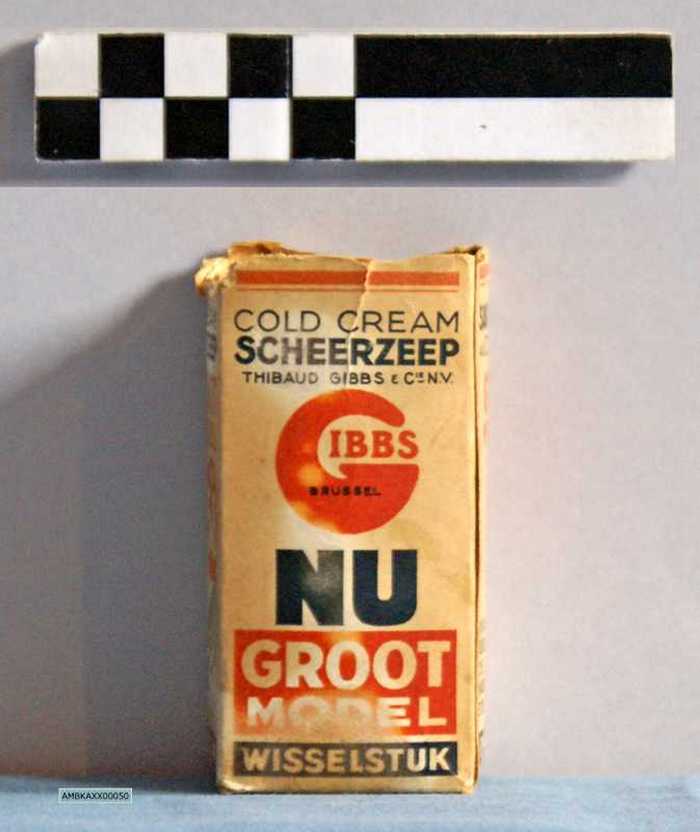 COLD CREAM
SCHEERZEEP
THIBAUD GIBBS & Cie N.V.
GIBBS
BRUSSEL
NU
GROOT
MODEL
WISSELSTUK
AMBKAXX00050